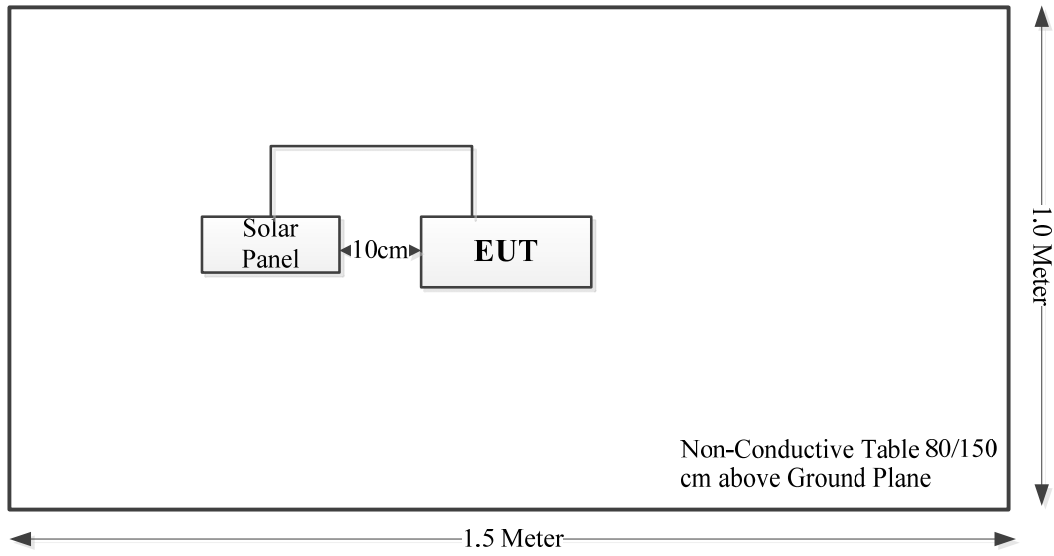 Solar
Panel
10cm
EUT
1.0 Meter
Non-Conductive Table 80/150
cm above Ground Plane
1.5 Meter